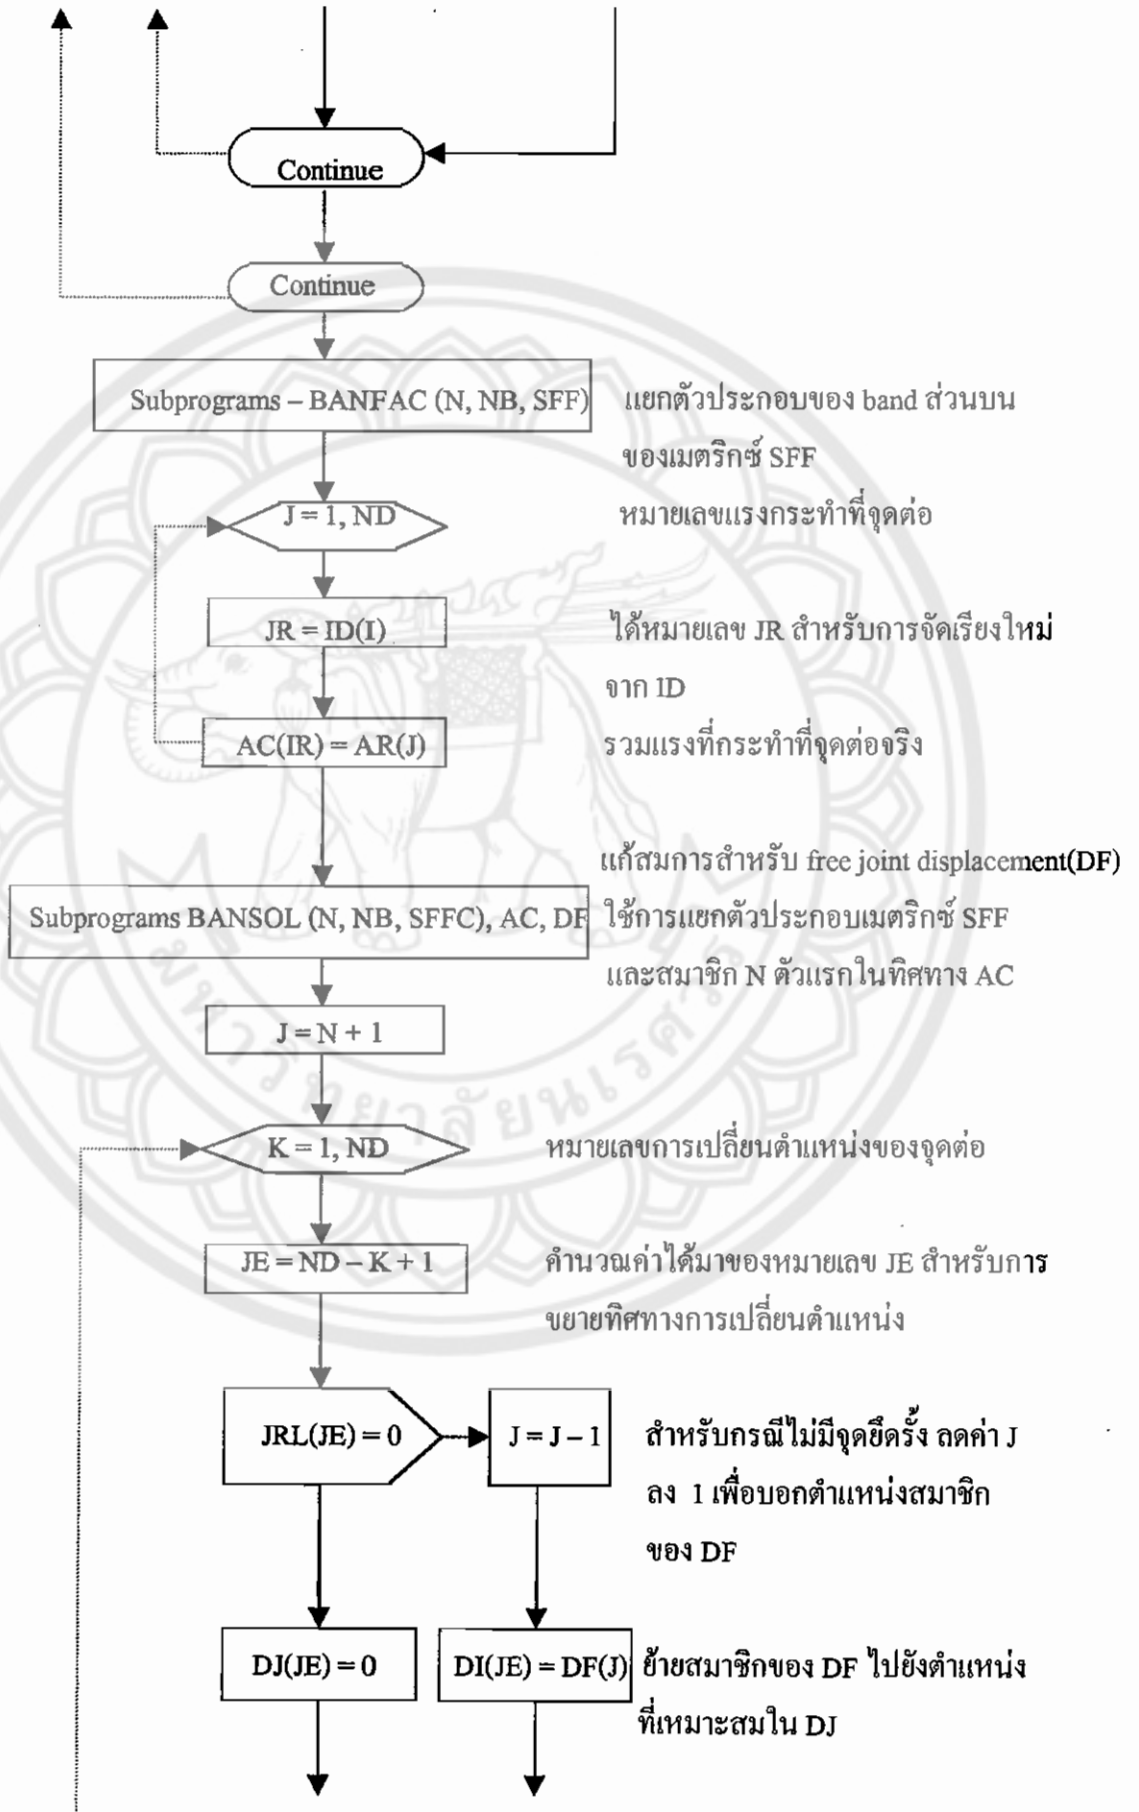 Continue
Continue
Subprograms – BANFAC (N, NB, SFF)
แยกตัวประกอบของ band ส่วนบน
ของเมตริกซ์ SFF
J = 1, ND
หมายเลขแรงกระทำที่จุดต่อ
JR = ID(I)
ได้หมายเลข JR สำหรับการจัดเรียงใหม่
จาก ID
AC(IR) = AR(J)
รวมแรงที่กระทำที่จุดต่อจริง
แก้สมการสำหรับ free joint displacement(DF)
Subprograms BANSOL (N, NB, SFFC), AC, DF
ใช้การแยกตัวประกอบเมตริกซ์ SFF
และสมาชิก N ตัวแรกในทิศทาง AC
J = N + 1
มหาวิทยาลัยนเรศวร
K = 1, ND
หมายเลขการเปลี่ยนตำแหน่งของจุดต่อ
JE = ND – K + 1
คำนวณค่าได้มาของหมายเลข JE สำหรับการ
ขยายทิศทางการเปลี่ยนตำแหน่ง
JRL(JE) = 0
J = J – 1
สำหรับกรณีไม่มีจุดยึดรั้ง ลดค่า J
ลง 1 เพื่อบอกตำแหน่งสมาชิก
ของ DF
DJ(JE) = 0
DI(JE) = DF(J)
ย้ายสมาชิกของ DF ไปยังตำแหน่ง
ที่เหมาะสมใน DJ